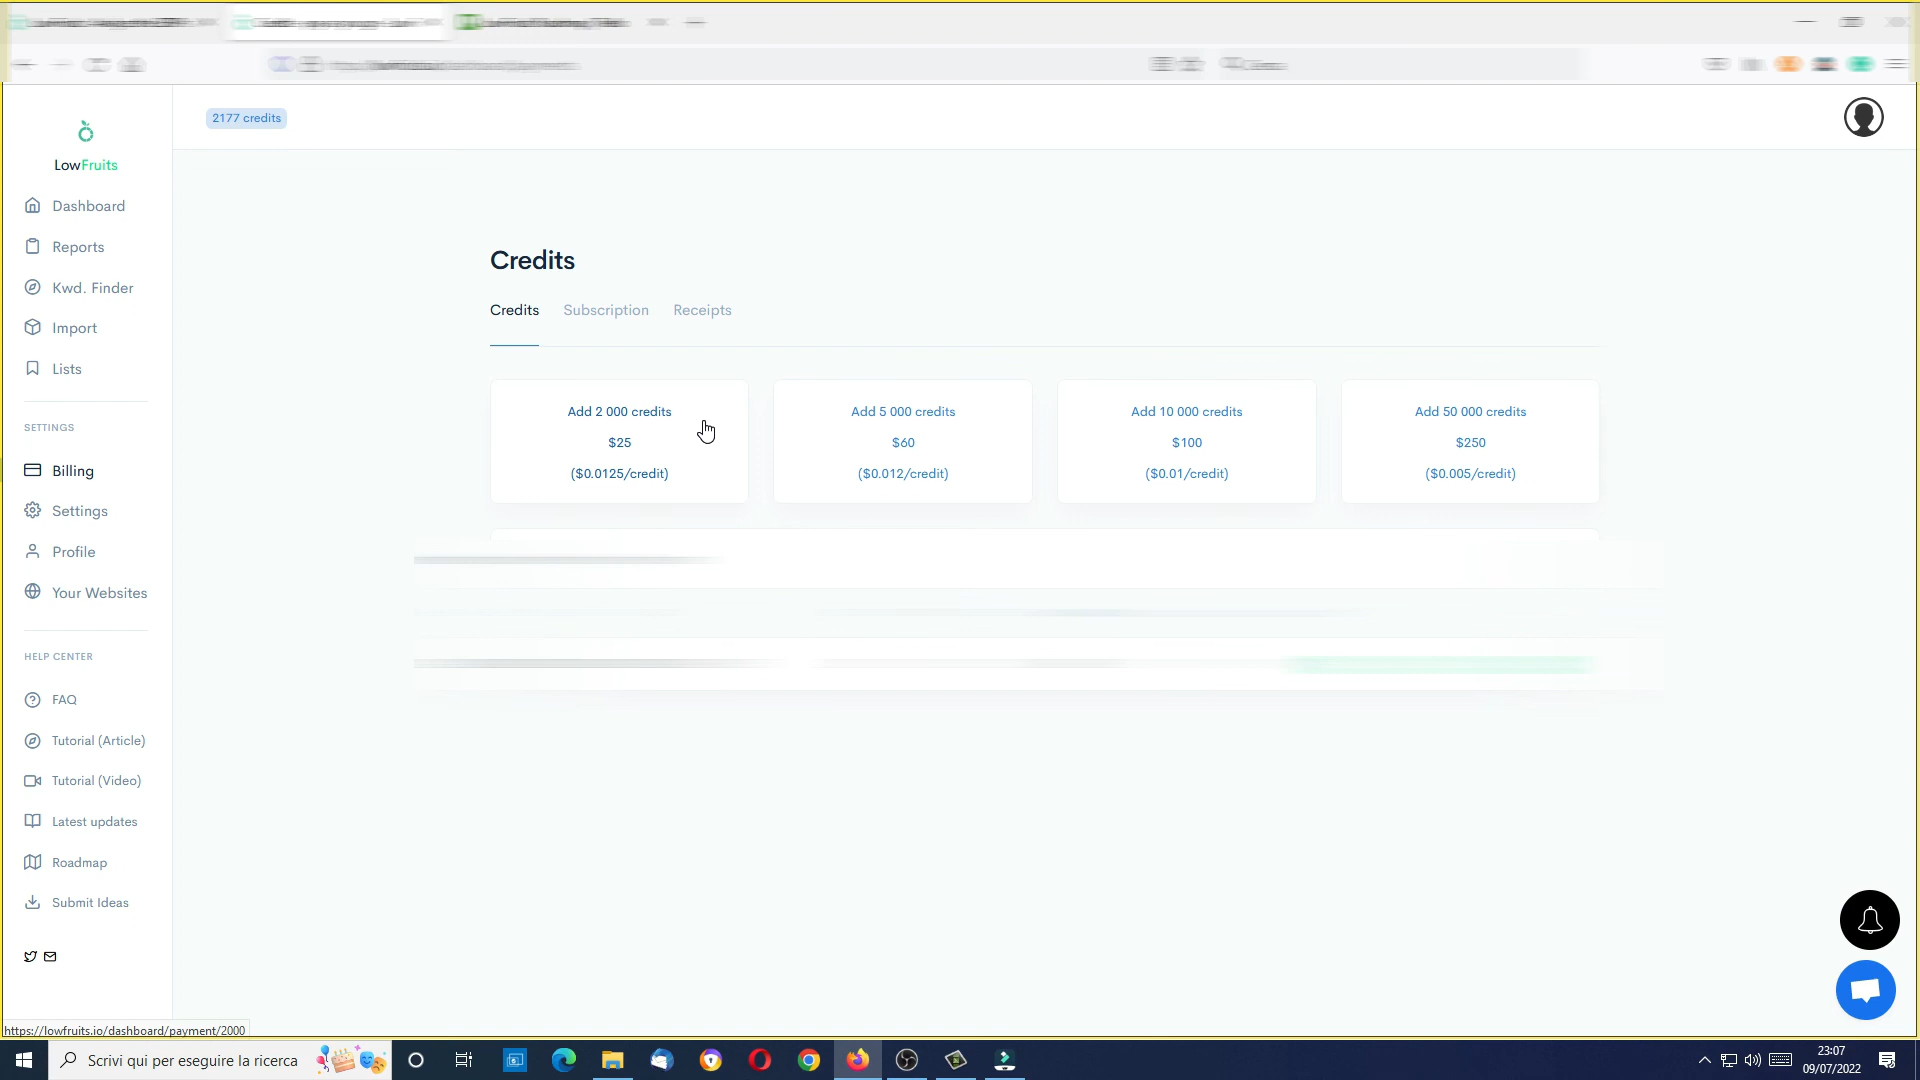 2177 credits
LowFruits
Dashboard
Reports
Kwd. Finder
Import
Lists
SETTINGS
Billing
Settings
Profile
Your Websites
HELP CENTER
FAQ
Tutorial (Article)
Tutorial (Video)
Latest updates
Roadmap
Submit Ideas
Credits
Credits Subscription Receipts
Add 2 000 credits
$25
($0.0125/credit)
Add 5 000 credits
$60
($0.012/credit)
Add 10 000 credits
$100
($0.01/credit)
Add 50 000 credits
$250
($0.005/credit)
https://lowfruits.io/dashboard/payment/2000
Scrivi qui per eseguire la ricerca
23:07
09/07/2022